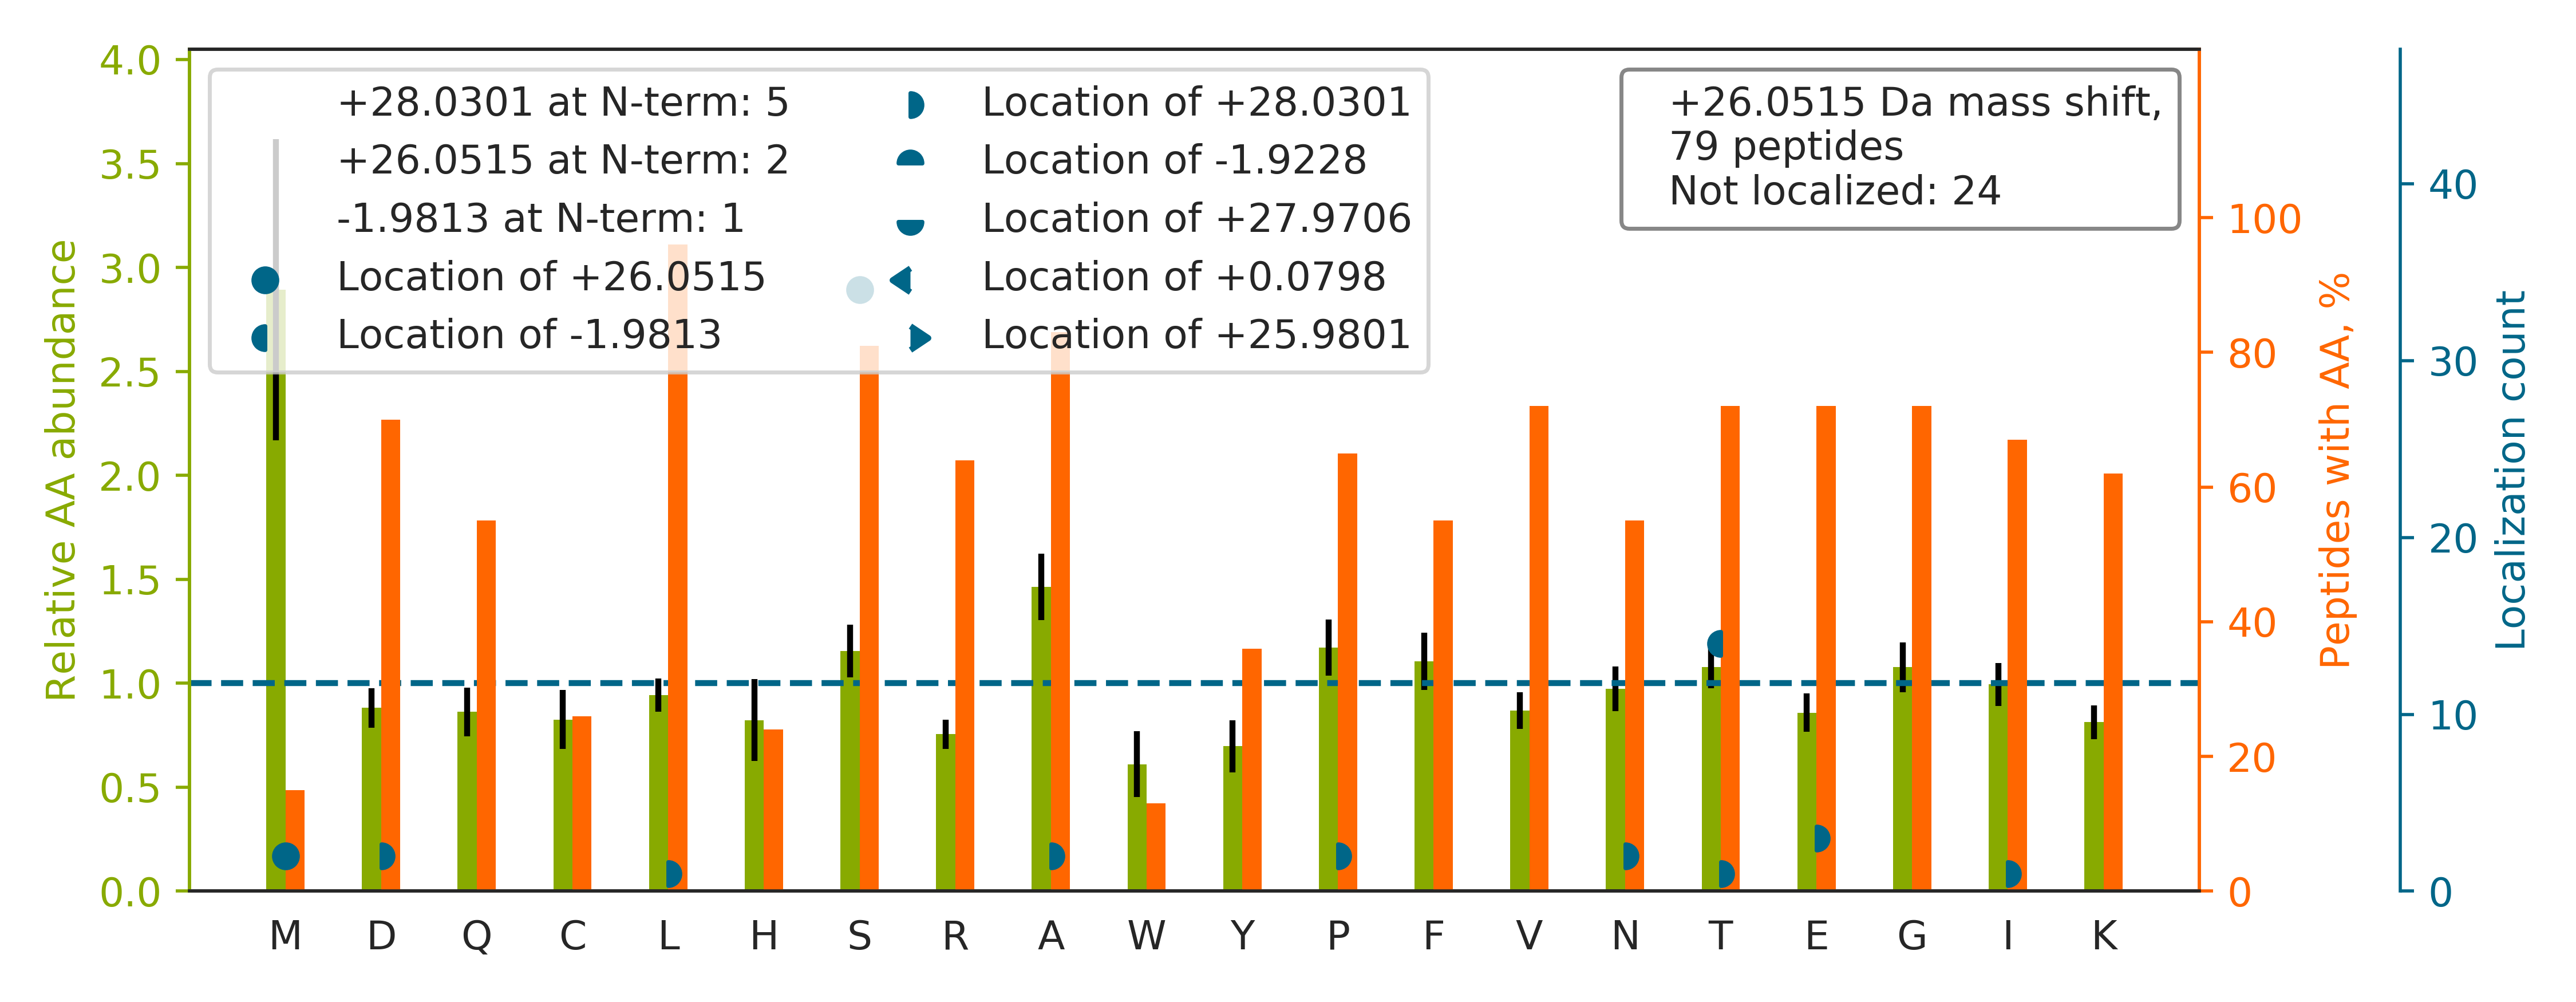 +28.0301 at N-term: 5
+26.0515 at N-term: 2
-1.9813 at N-term: 1
Location of +26.0515
Location of -1.9813
Location of +28.0301
Location of -1.9228
Location of +27.9706
Location of +0.0798
Location of +25.9801
+26.0515 Da mass shift,
79 peptides
Not localized: 24
Relative AA abundance
4.0
3.5
3.0
2.5
2.0
1.5
1.0
0.5
0.0
M D Q C L H S R A W Y P F V N T E G I K
100
80
60
40
20
0
Peptides with AA, %
40
30
20
10
0
Localization count